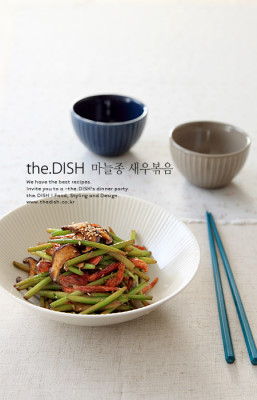 the.DISH 마늘종 새우볶음
We have the best recipes.
Invite you to a -the.DISH's dinner party.
the DISH ! Food, Styling and Design.
www.thedish.co.kr